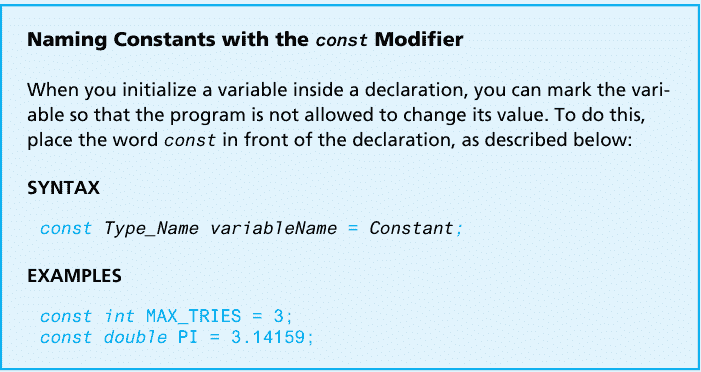 Naming Constants with the const Modifier
When you initialize a variable inside a declaration, you can mark the vari-
able so that the program is not allowed to change its value. To do this,
place the word const in front of the declaration, as described below:
SYNTAX
const Type_Name variableName = Constant;
EXAMPLES
const int MAX_TRIES = 3;
const double PI = 3.14159;